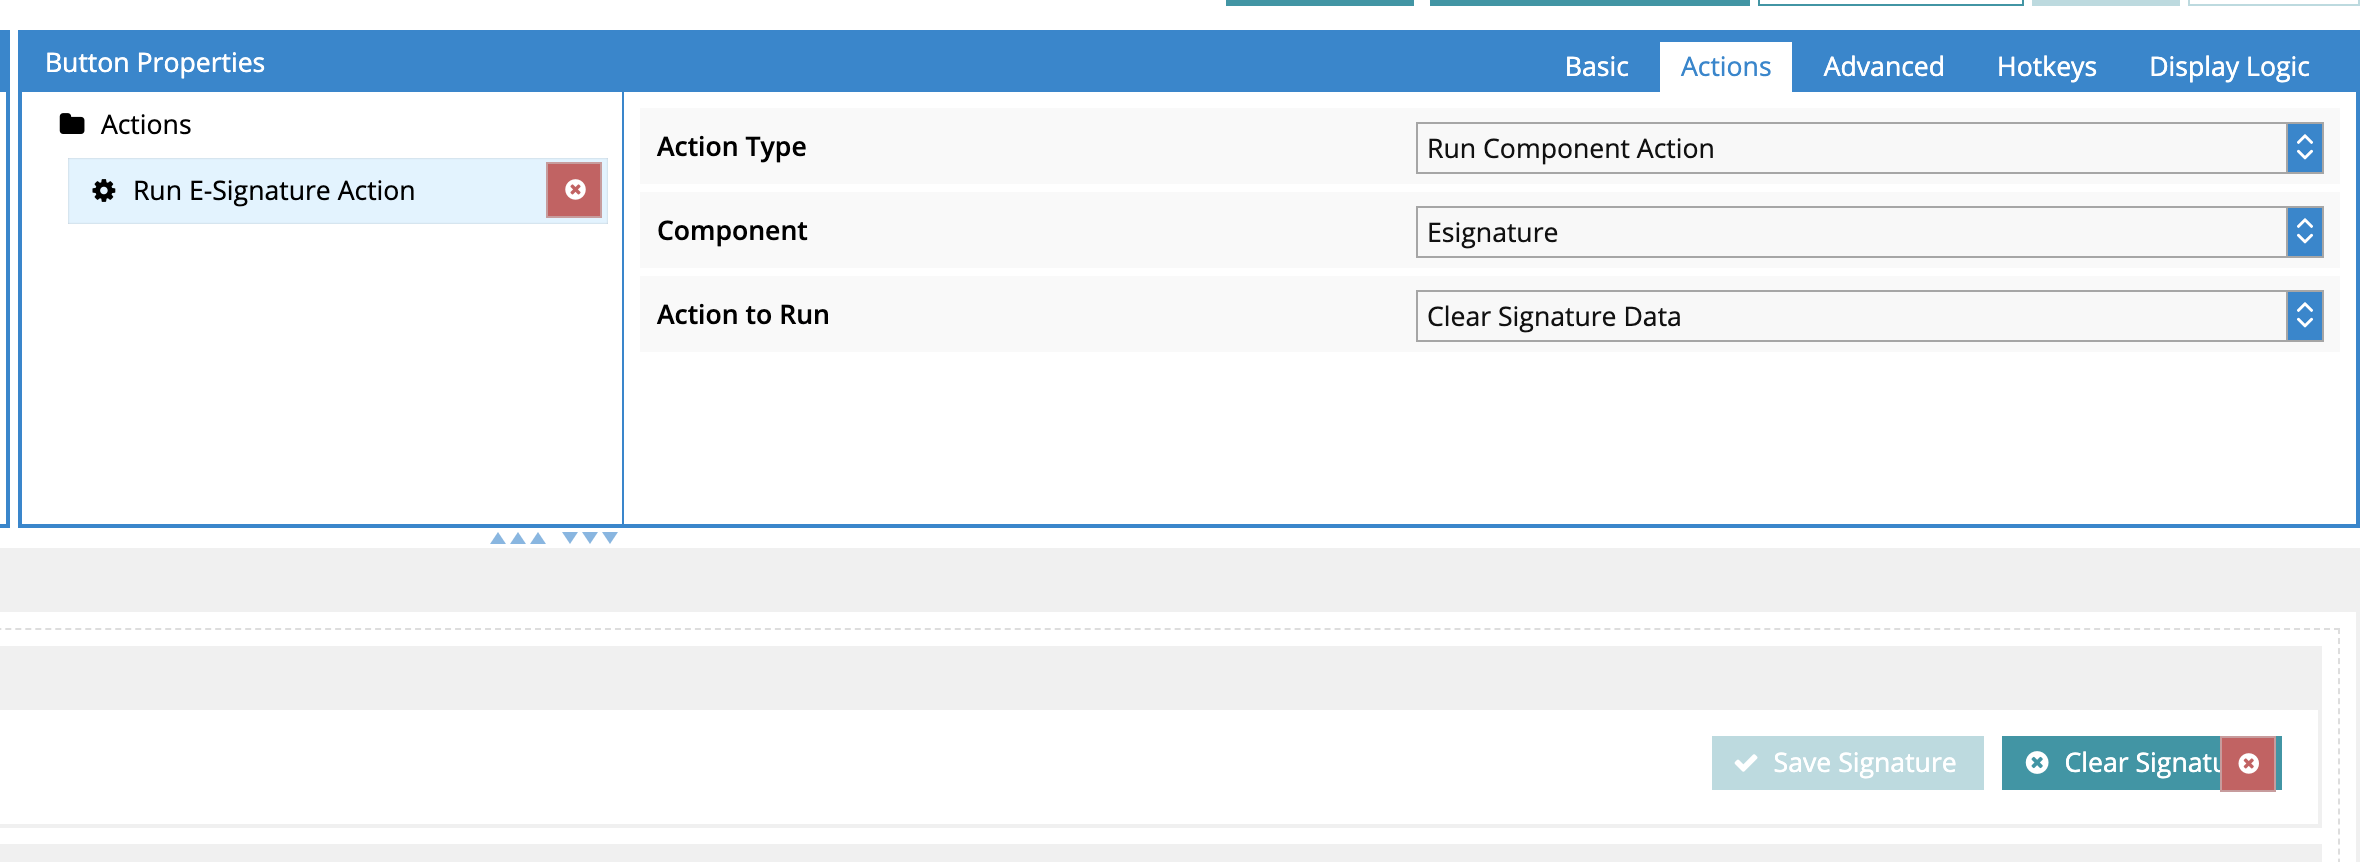 Button Properties
Basic
Actions
Advanced
Hotkeys
Display Logic
Actions
Run E-Signature Action
Action Type
Run Component Action
Component
Esignature
Action to Run
Clear Signature Data
Save Signature
Clear Signatu